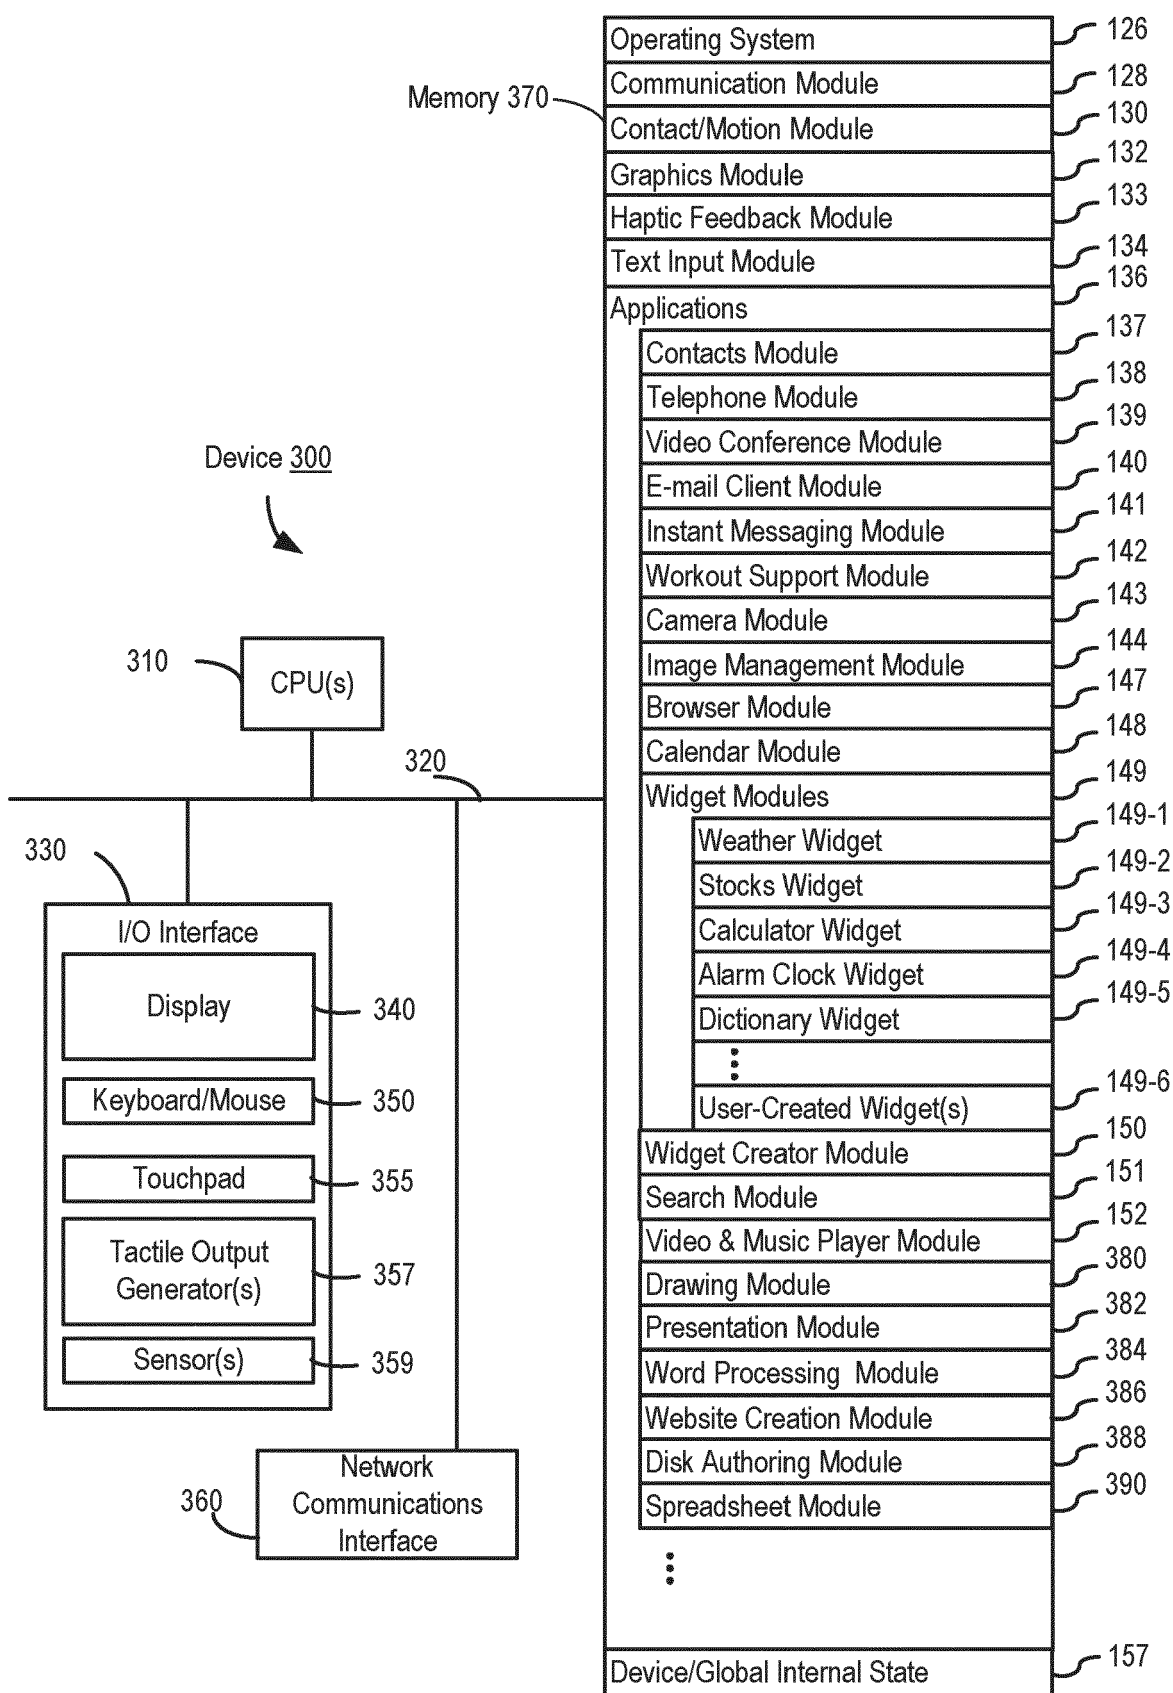 Operating System 126
Communication Module 128
Memory 370
Contact/Motion Module 130
Graphics Module 132
Haptic Feedback Module 133
Text Input Module 134
Applications 136
Contacts Module 137
Telephone Module 138
Video Conference Module 139
E-mail Client Module 140
Instant Messaging Module 141
Workout Support Module 142
Camera Module 143
Image Management Module 144
Browser Module 147
Calendar Module 148
Widget Modules 149
Weather Widget 149-1
Stocks Widget 149-2
Calculator Widget 149-3
Alarm Clock Widget 149-4
Dictionary Widget 149-5
User-Created Widget(s) 149-6
Widget Creator Module 150
Search Module 151
Video & Music Player Module 152
Drawing Module 380
Presentation Module 382
Word Processing Module 384
Website Creation Module 386
Disk Authoring Module 388
Spreadsheet Module 390
Device/Global Internal State 157
Device 300
310
CPU(s)
320
330
I/O Interface
Display 340
Keyboard/Mouse 350
Touchpad 355
Tactile Output
Generator(s) 357
Sensor(s) 359
360
Network
Communications
Interface